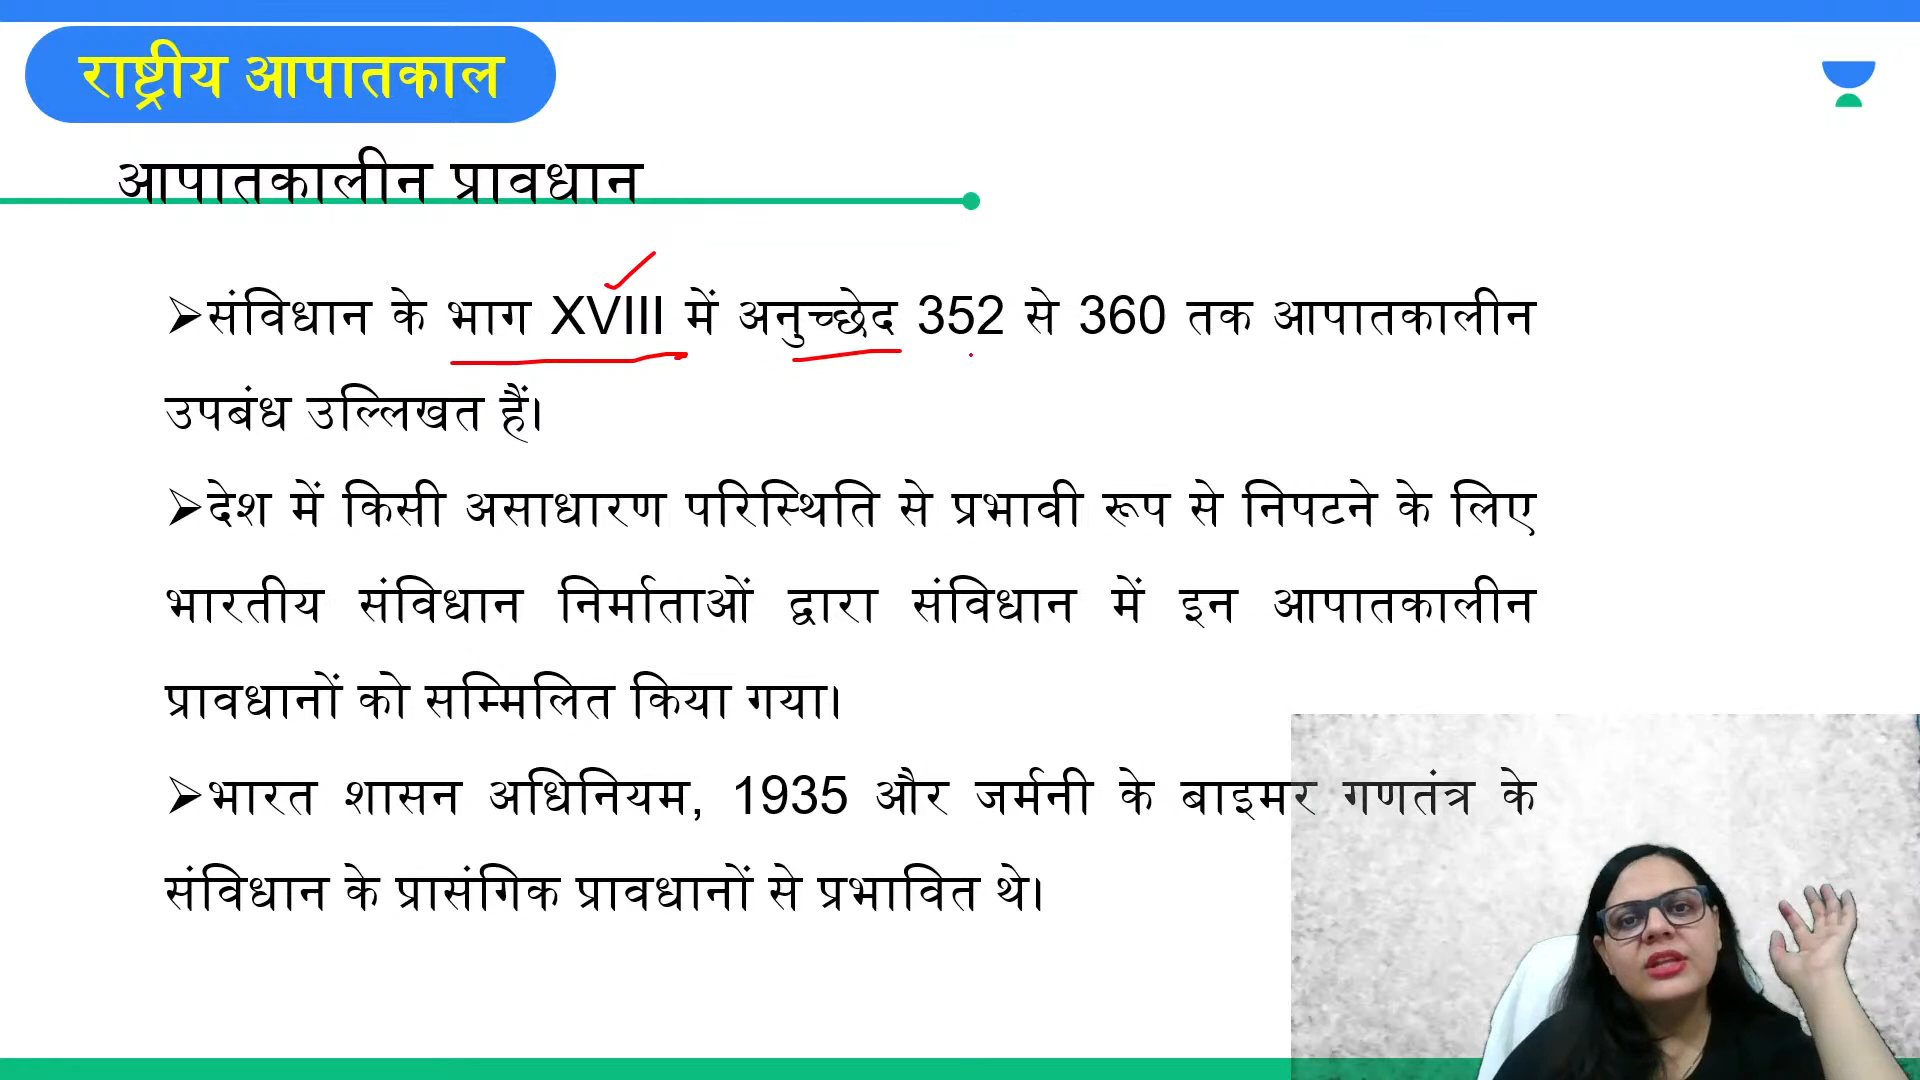 राष्ट्रीय आपातकाल
आपातकालीन प्रावधान
➢संविधान के भाग XVIII में अनुच्छेद 352 से 360 तक आपातकालीन
उपबंध उल्लिखत हैं।
➢देश में किसी असाधारण परिस्थिति से प्रभावी रूप से निपटने के लिए
भारतीय संविधान निर्माताओं द्वारा संविधान में इन आपातकालीन
प्रावधानों को सम्मिलित किया गया।
➢भारत शासन अधिनियम, 1935 और जर्मनी के बाइमर गणतंत्र के
संविधान के प्रासंगिक प्रावधानों से प्रभावित थे।